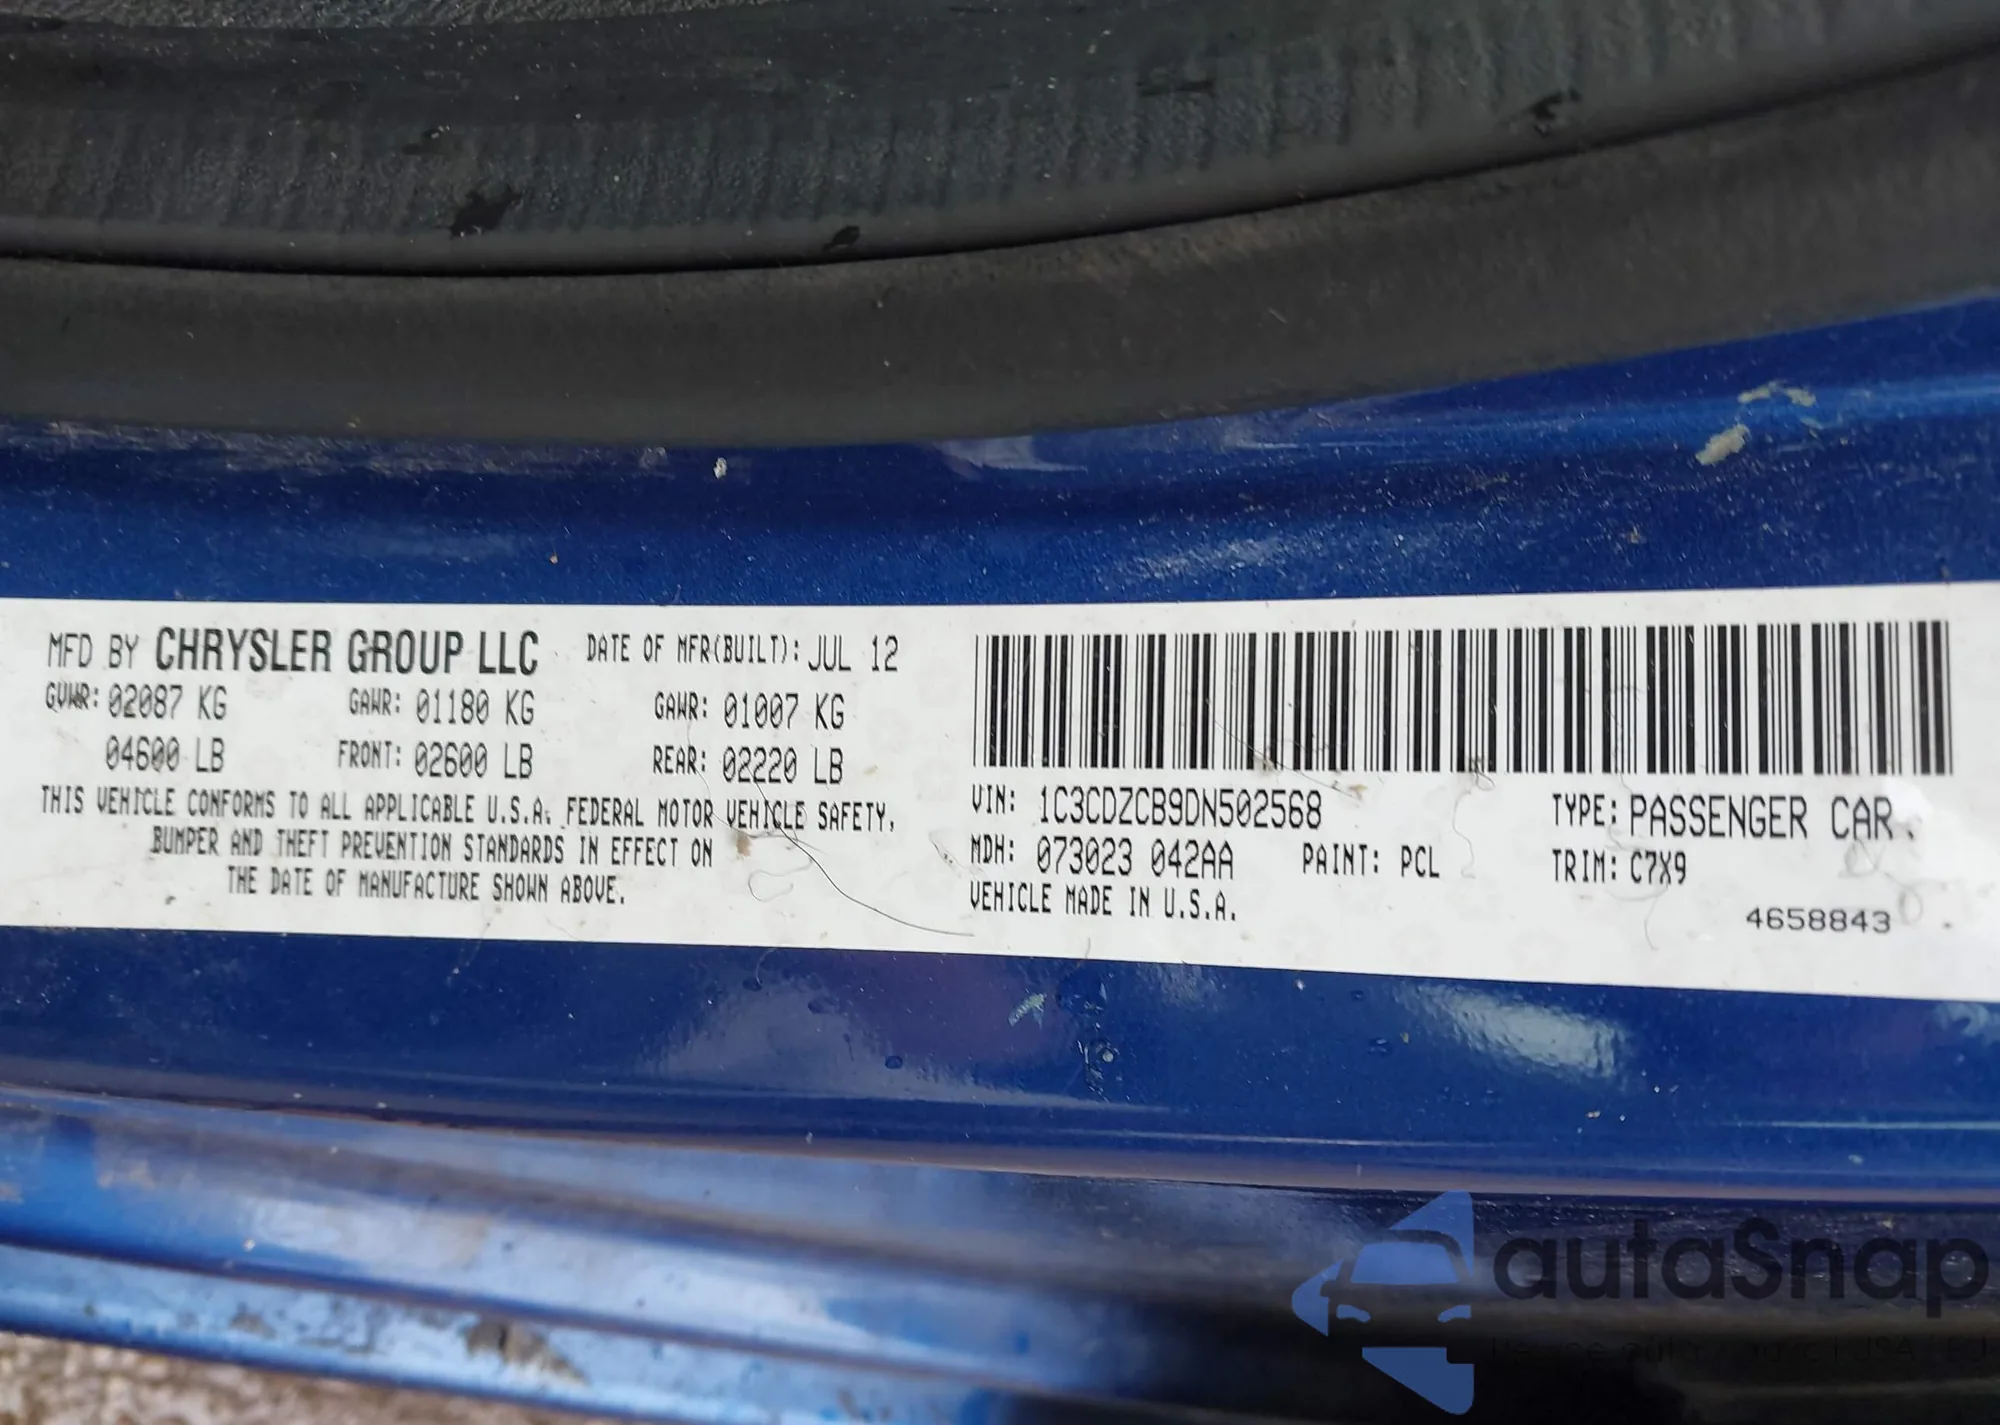 MFD BY CHRYSLER GROUP LLC DATE OF MFR(BUILT): JUL 12
GVWR: 02087 KG GAWR: 01180 KG GAWR: 01007 KG
04600 LB FRONT: 02600 LB REAR: 02220 LB
THIS VEHICLE CONFORMS TO ALL APPLICABLE U.S.A. FEDERAL MOTOR VEHICLE SAFETY,
BUMPER AND THEFT PREVENTION STANDARDS IN EFFECT ON
THE DATE OF MANUFACTURE SHOWN ABOVE.
VIN: 1C3CDZCB9DN502568 TYPE: PASSENGER CAR.
MDH: 073023 042AA PAINT: PCL TRIM: C7X9
VEHICLE MADE IN U.S.A.
4658843
autaSnap